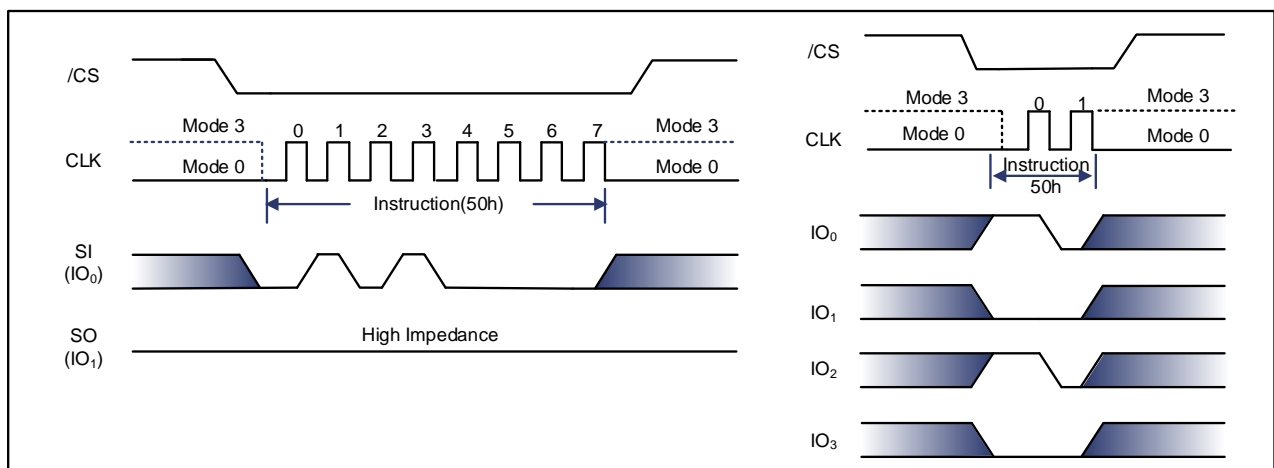 /CS
Mode 3
0 1 2 3 4 5 6 7
Mode 3
CLK
Mode 0
Mode 0
Instruction(50h)
SI
(IO0)
High Impedance
SO
(IO1)
/CS
Mode 3
0 1
Mode 3
CLK
Mode 0
Mode 0
Instruction
50h
IO0
IO1
IO2
IO3